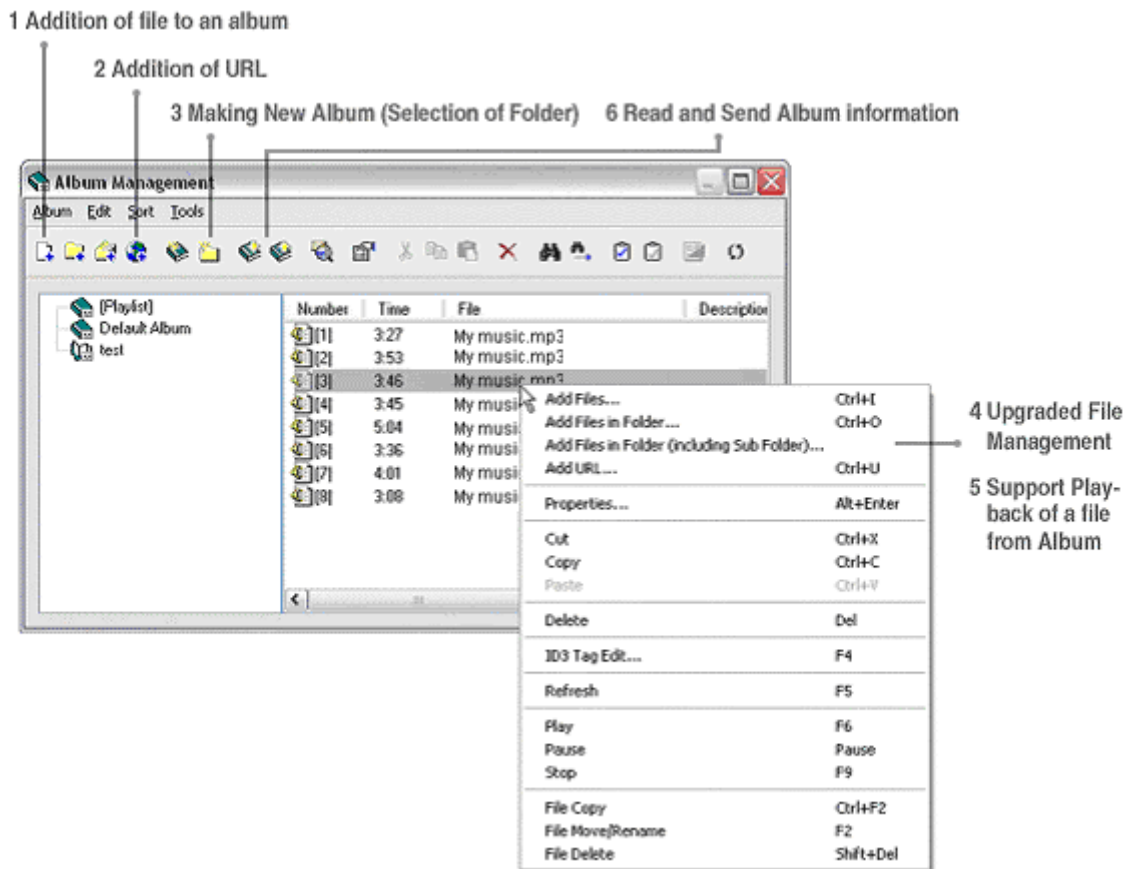 1 Addition of file to an album
2 Addition of URL
3 Making New Album (Selection of Folder)
6 Read and Send Album information
Album Management
Album Edit Sort Tools
[Playlist]
Default Album
test
Number Time File Description
[1] 3:27 My music.mp3
[2] 3:53 My music.mp3
[3] 3:46 My music.mp3
[4] 3:45 My musi
[5] 5:04 My musi
[6] 3:36 My musi
[7] 4:01 My musi
[8] 3:08 My musi
Add Files... Ctrl+I
Add Files in Folder... Ctrl+O
Add Files in Folder (including Sub Folder)...
Add URL... Ctrl+U
Properties... Alt+Enter
Cut Ctrl+X
Copy Ctrl+C
Paste Ctrl+V
Delete Del
ID3 Tag Edit... F4
Refresh F5
Play F6
Pause Pause
Stop F9
File Copy Ctrl+F2
File Move/Rename F2
File Delete Shift+Del
4 Upgraded File
Management
5 Support Play-
back of a file
from Album